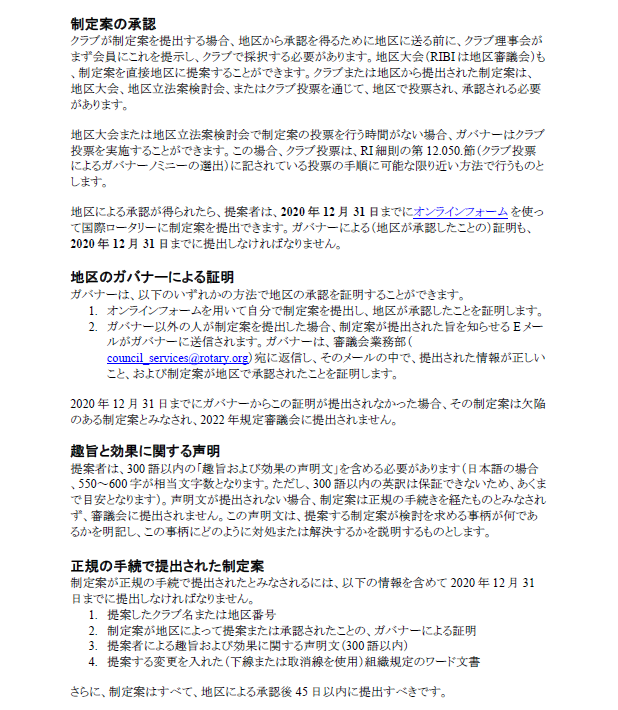 制定案の承認
クラブが制定案を提出する場合、地区から承認を得るために地区に送る前に、クラブ理事会が
まず会員にこれを提示し、クラブで採択する必要があります。地区大会（RIBI は地区審議会）も
、制定案を直接地区に提案することができます。クラブまたは地区から提出された制定案は、
地区大会、地区立法案検討会、またはクラブ投票を通じて、地区で投票され、承認される必要
があります。
地区大会または地区立法案検討会で制定案の投票を行う時間がない場合、ガバナーはクラブ
投票を実施することができます。この場合、クラブ投票は、RI 細則の第 12.050.節（クラブ投票
によるガバナーノミニーの選出）に記されている投票の手順に可能な限り近い方法で行うものと
します。
地区による承認が得られたら、提案者は、2020 年 12 月 31 日までにオンラインフォーム を使っ
て国際ロータリーに制定案を提出できます。ガバナーによる（地区が承認したことの）証明も、
2020 年 12 月 31 日までに提出しなければなりません。
地区のガバナーによる証明
ガバナーは、以下のいずれかの方法で地区の承認を証明することができます。
1. オンラインフォームを用いて自分で制定案を提出し、地区が承認したことを証明します。
2. ガバナー以外の人が制定案を提出した場合、制定案が提出された旨を知らせる E メー
ルがガバナーに送信されます。ガバナーは、審議会業務部（
council_services@rotary.org）宛に返信し、そのメールの中で、提出された情報が正しい
こと、および制定案が地区で承認されたことを証明します。
2020 年 12 月 31 日までにガバナーからこの証明が提出されなかった場合、その制定案は欠陥
のある制定案とみなされ、2022 年規定審議会に提出されません。
趣旨と効果に関する声明
提案者は、300 語以内の「趣旨および効果の声明文」を含める必要があります（日本語の場合
、550～600 字が相当文字数となります。ただし、300 語以内の英訳は保証できないため、あくま
で目安となります）。声明文が提出されない場合、制定案は正規の手続きを経たものとみなされ
ず、審議会に提出されません。この声明文は、提案する制定案が検討を求める事柄が何であ
るかを明記し、この事柄にどのように対処または解決するかを説明するものとします。
正規の手続で提出された制定案
制定案が正規の手続で提出されたとみなされるには、以下の情報を含めて 2020 年 12 月 31
日までに提出しなければなりません。
1. 提案したクラブ名または地区番号
2. 制定案が地区によって提案または承認されたことの、ガバナーによる証明
3. 提案者による趣旨および効果に関する声明文（300 語以内）
4. 提案する変更を入れた（下線または取消線を使用）組織規定のワード文書
さらに、制定案はすべて、地区による承認後 45 日以内に提出すべきです。